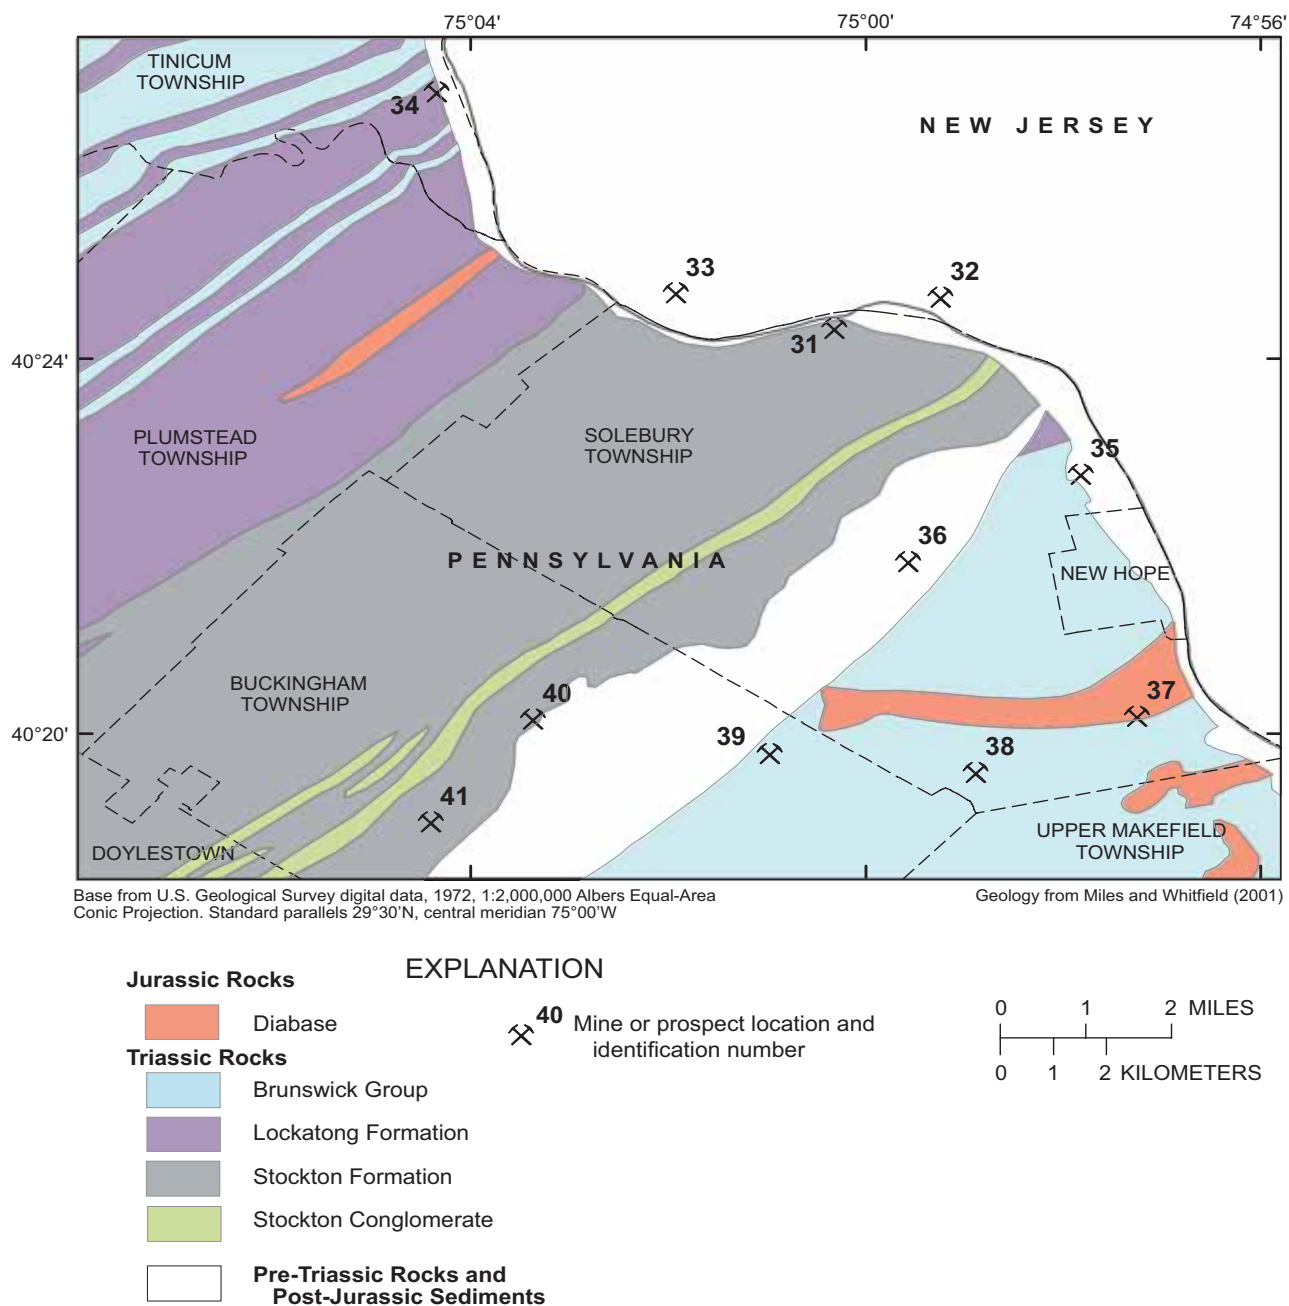 75°04'
75°00'
74°56'
TINICUM
TOWNSHIP
34
NEW JERSEY
33
32
31
40°24'
PLUMSTEAD
TOWNSHIP
SOLEBURY
TOWNSHIP
35
36
PENNSYLVANIA
NEW HOPE
BUCKINGHAM
TOWNSHIP
40
37
40°20'
39
38
41
UPPER MAKEFIELD
TOWNSHIP
DOYLESTOWN
Base from U.S. Geological Survey digital data, 1972, 1:2,000,000 Albers Equal-Area
Conic Projection. Standard parallels 29°30'N, central meridian 75°00'W
Geology from Miles and Whitfield (2001)
EXPLANATION
Jurassic Rocks
Diabase
Triassic Rocks
Brunswick Group
Lockatong Formation
Stockton Formation
Stockton Conglomerate
Pre-Triassic Rocks and
Post-Jurassic Sediments
40 Mine or prospect location and
identification number
0 1 2 MILES
0 1 2 KILOMETERS